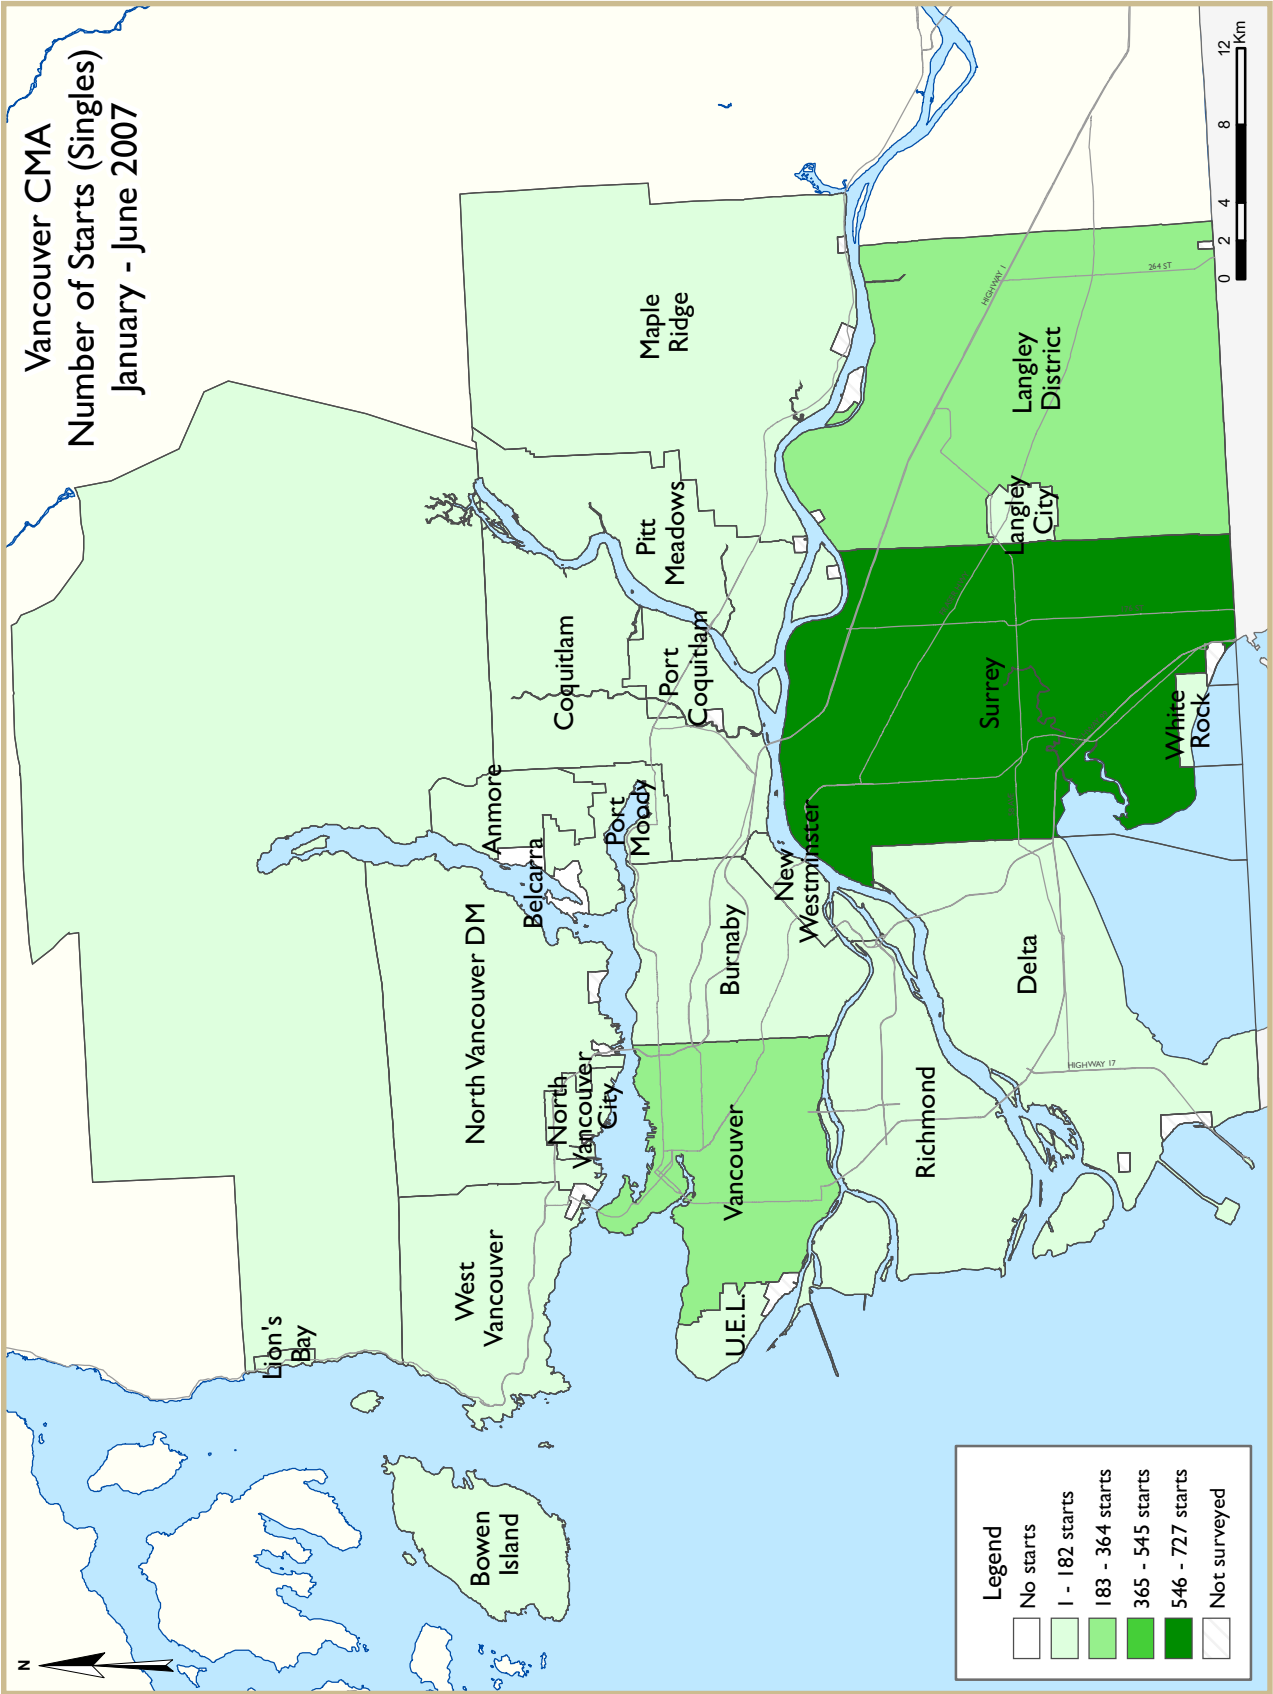 Vancouver CMA
Number of Starts (Singles)
January - June 2007
N
Lion's
Bay
Bowen
Island
West
Vancouver
North Vancouver DM
North
Vancouver
City
Belcarra
Anmore
Port
Moody
Coquitlam
Port
Coquitlam
Pitt
Meadows
Maple
Ridge
U.E.L.
Vancouver
Burnaby
New
Westminster
Richmond
Delta
Surrey
White
Rock
Langley
City
Langley
District
HIGHWAY 1
264 ST
HIGHWAY 17
Legend
No starts
1 - 182 starts
183 - 364 starts
365 - 545 starts
546 - 727 starts
Not surveyed
0 2 4 8 12
Km